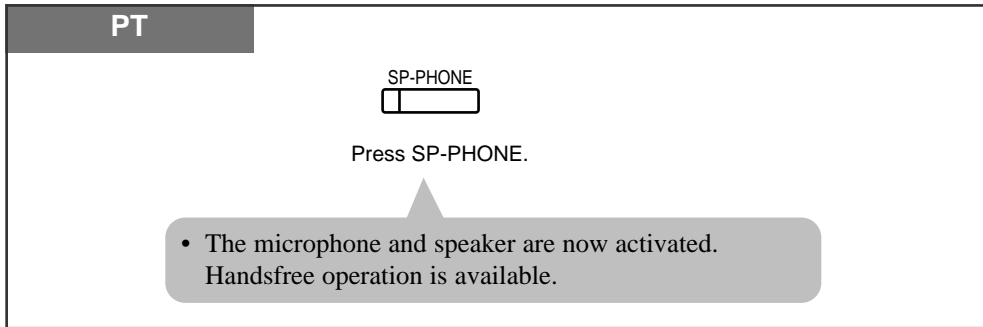 PT
SP-PHONE
Press SP-PHONE.
• The microphone and speaker are now activated.
Handsfree operation is available.